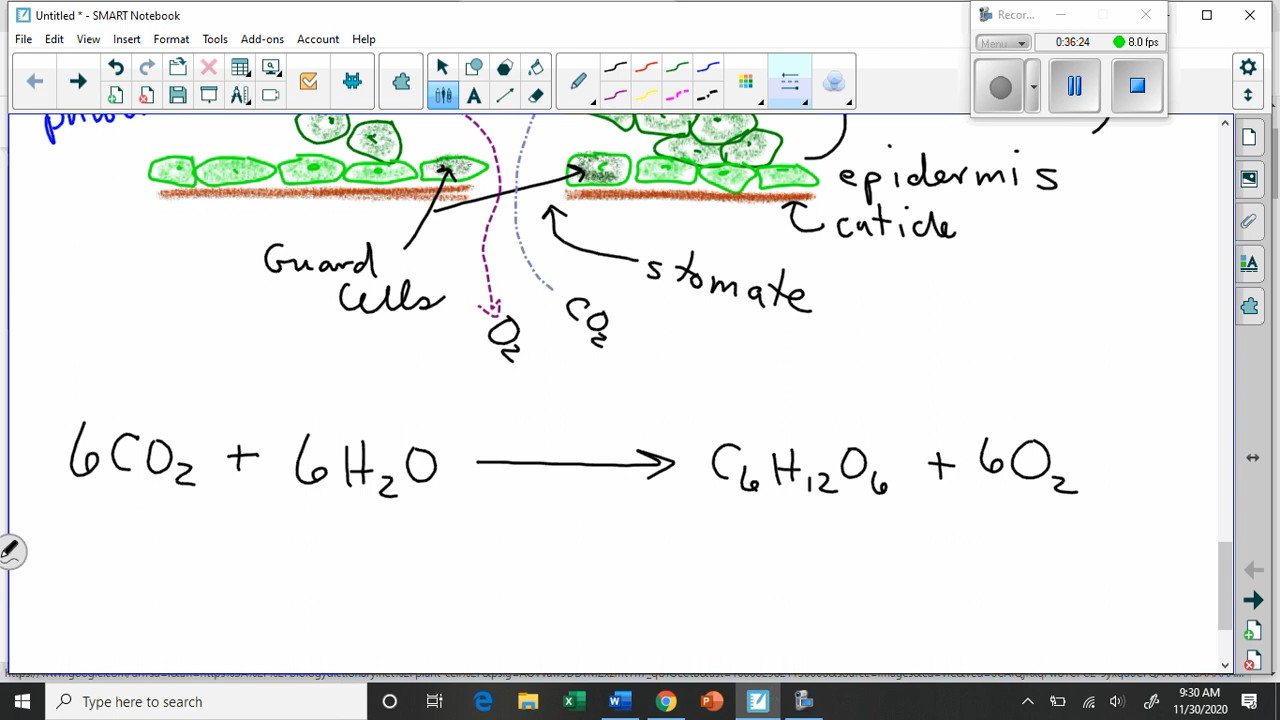 Untitled * - SMART Notebook
Recor...
File Edit View Insert Format Tools Add-ons Account Help
Menu
0:36:24
8.0 fps
epidermis
cuticle
Guard
Cells
stomate
O2
CO2
6CO2 + 6H2O → C6H12O6 + 6O2
Type here to search
9:30 AM
11/30/2020